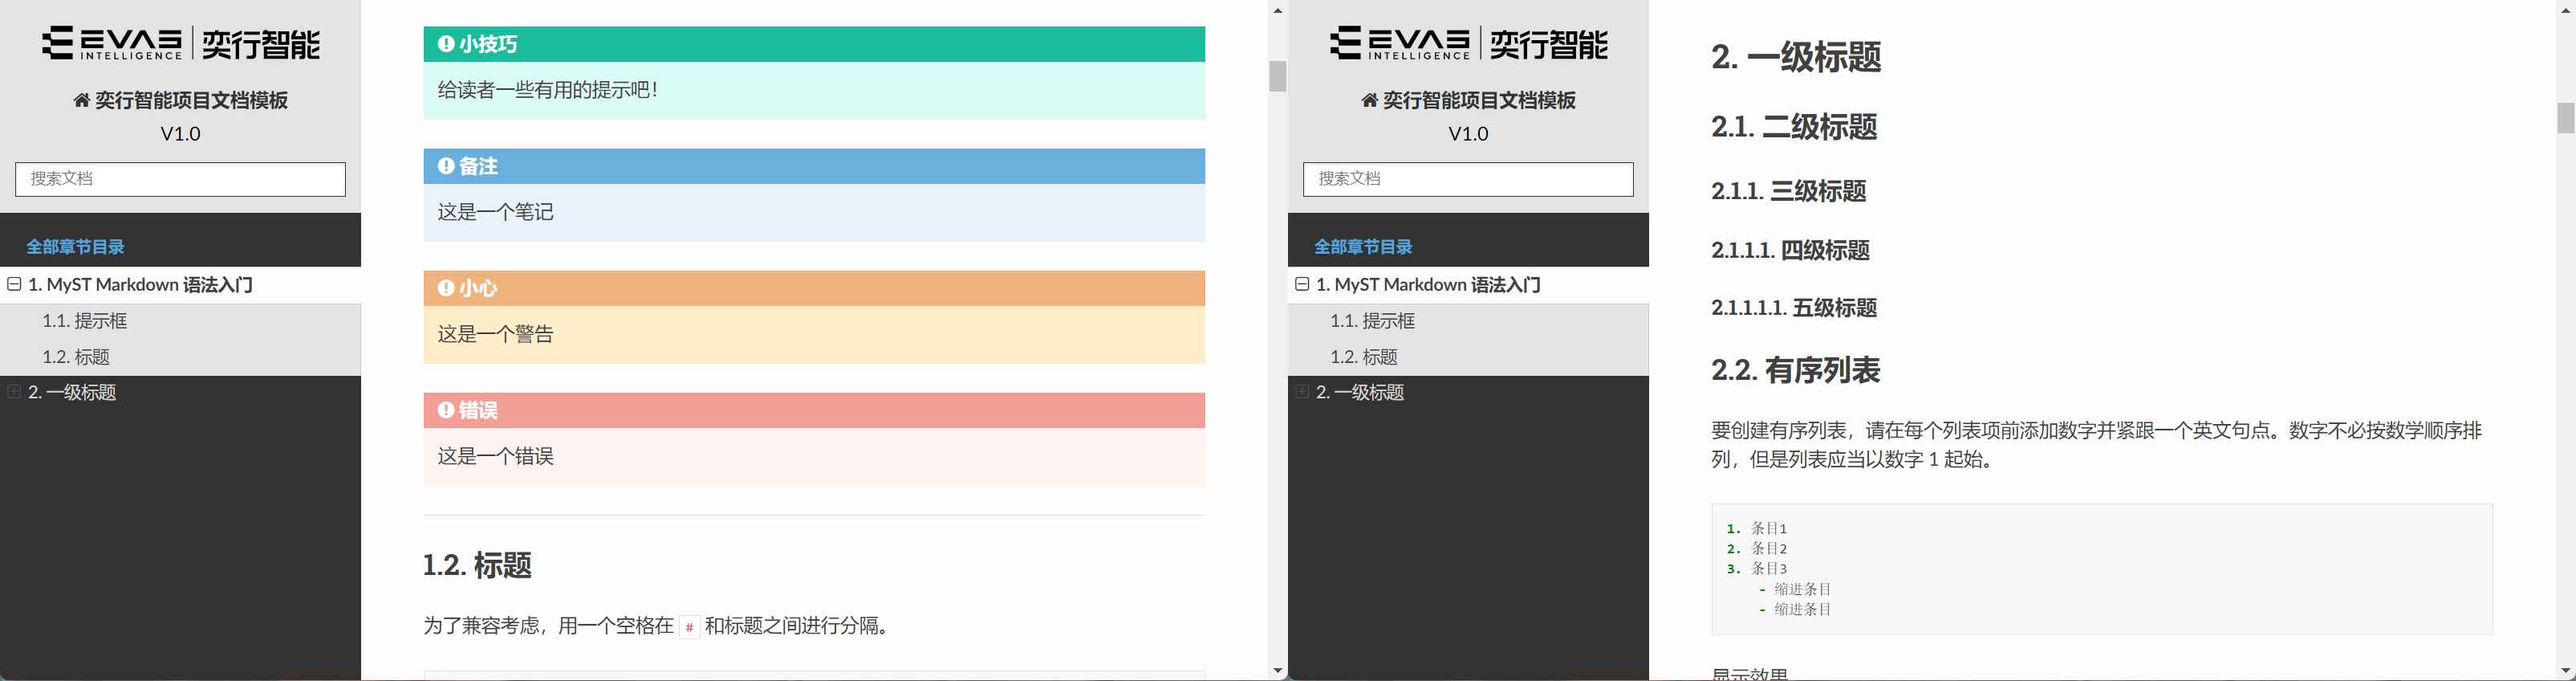 EVAS INTELLIGENCE 奕行智能
奕行智能项目文档模板
V1.0
搜索文档
全部章节目录
1. MyST Markdown 语法入门
1.1. 提示框
1.2. 标题
2. 一级标题
小技巧
给读者一些有用的提示吧！
备注
这是一个笔记
小心
这是一个警告
错误
这是一个错误
1.2. 标题
为了兼容考虑，用一个空格在 # 和标题之间进行分隔。
EVAS INTELLIGENCE 奕行智能
奕行智能项目文档模板
V1.0
搜索文档
全部章节目录
1. MyST Markdown 语法入门
1.1. 提示框
1.2. 标题
2. 一级标题
2. 一级标题
2.1. 二级标题
2.1.1. 三级标题
2.1.1.1. 四级标题
2.1.1.1.1. 五级标题
2.2. 有序列表
要创建有序列表，请在每个列表项前添加数字并紧跟一个英文句点。数字不必按数学顺序排
列，但是列表应当以数字 1 起始。
1. 条目1
2. 条目2
3. 条目3
- 缩进条目
- 缩进条目
显示效果